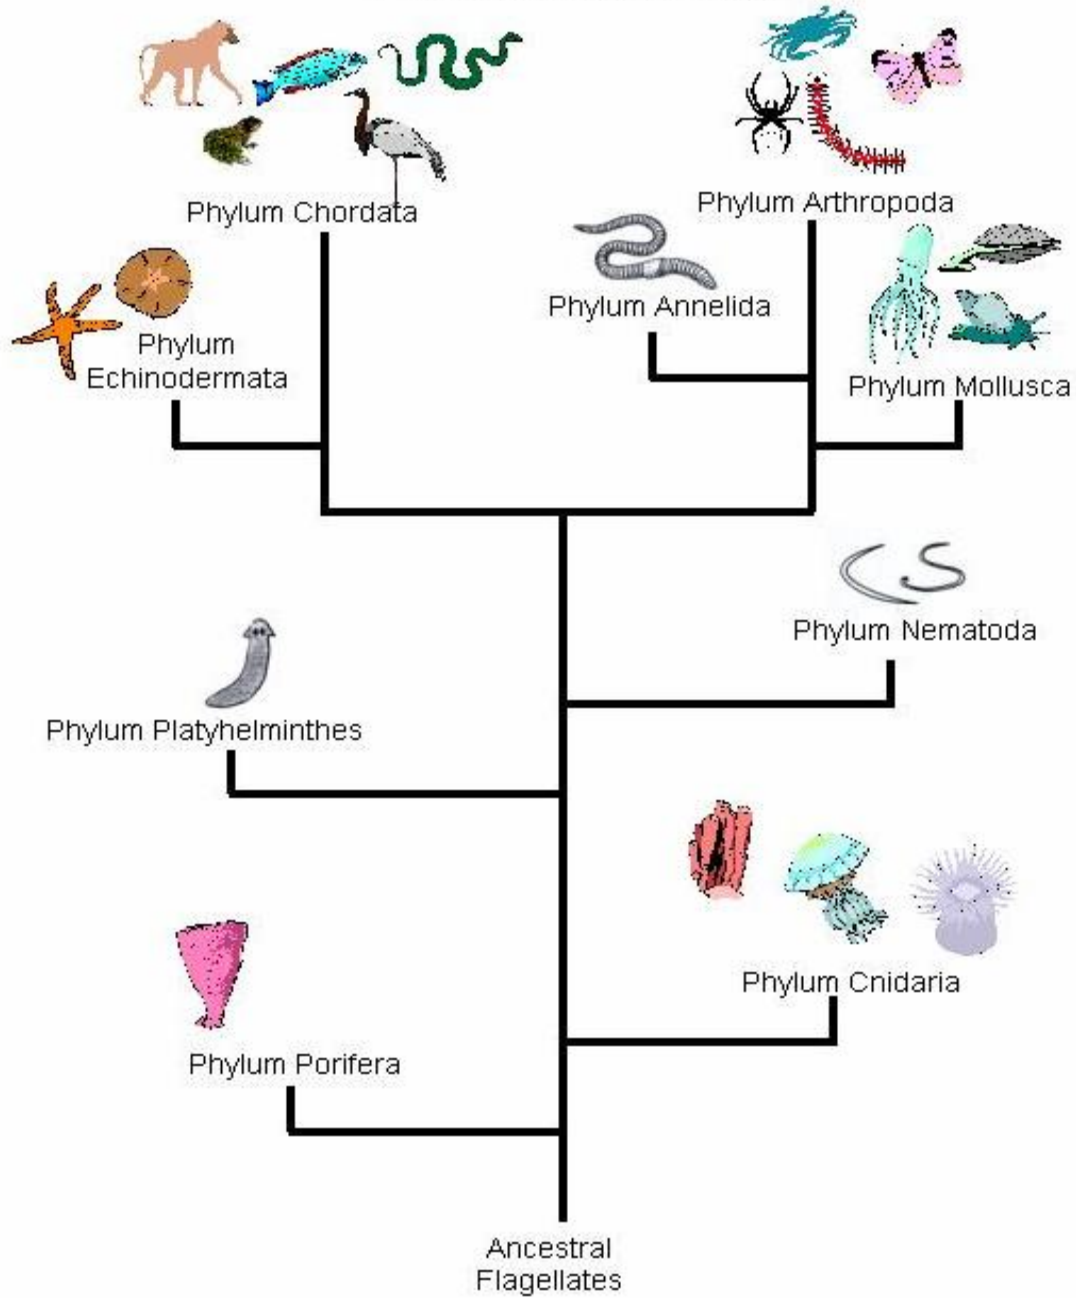 Phylum Chordata
Phylum Arthropoda
Phylum Annelida
Phylum
Echinodermata
Phylum Mollusca
Phylum Nematoda
Phylum Platyhelminthes
Phylum Cnidaria
Phylum Porifera
Ancestral
Flagellates